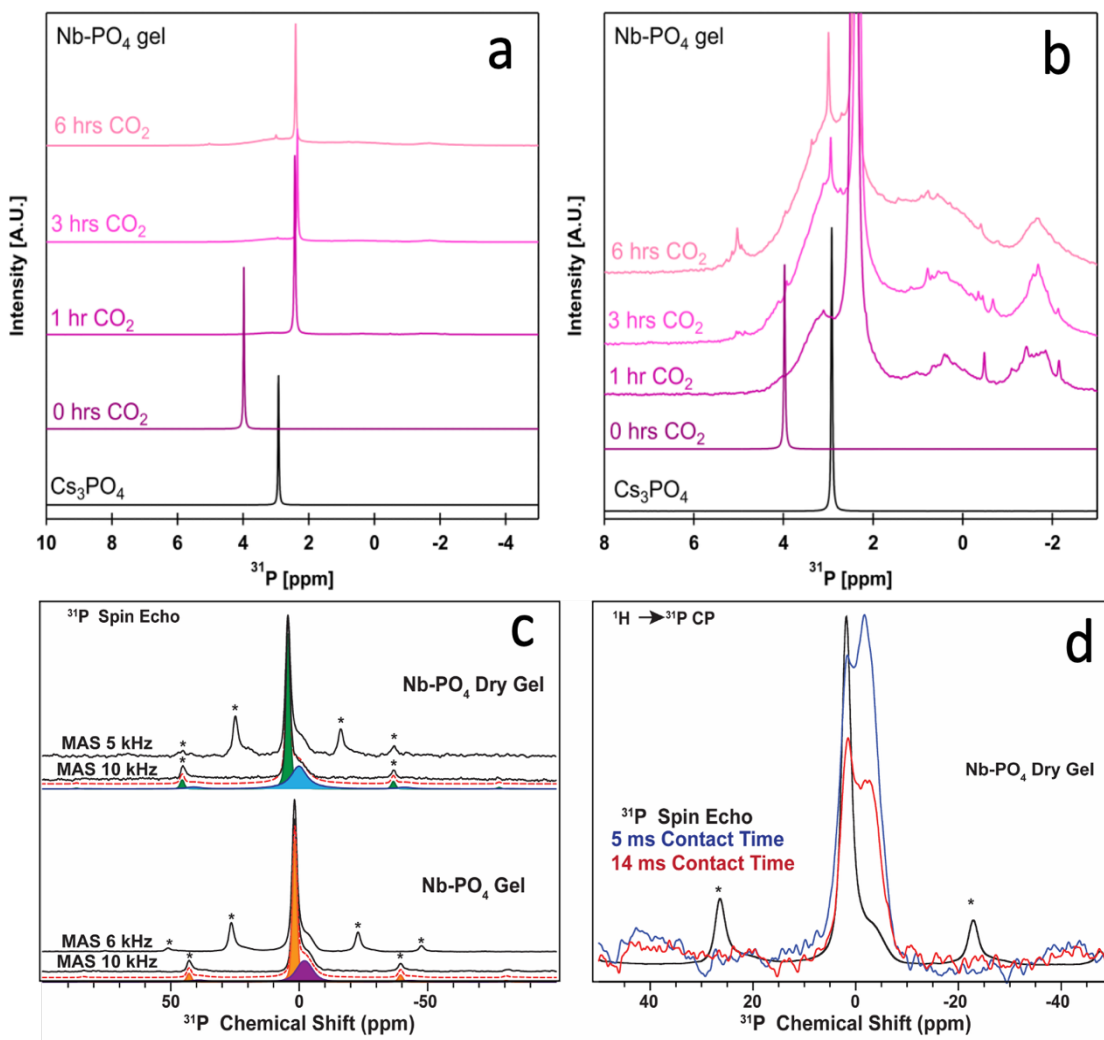 Nb-PO₄ gel
a
6 hrs CO₂
3 hrs CO₂
1 hr CO₂
0 hrs CO₂
Cs₃PO₄
Intensity [A.U.]
10 8 6 4 2 0 -2 -4
³¹P [ppm]
Nb-PO₄ gel
b
6 hrs CO₂
3 hrs CO₂
1 hr CO₂
0 hrs CO₂
Cs₃PO₄
Intensity [A.U.]
8 6 4 2 0 -2
³¹P [ppm]
³¹P Spin Echo
c
Nb-PO₄ Dry Gel
* * * *
MAS 5 kHz
* *
MAS 10 kHz
Nb-PO₄ Gel
* * * *
MAS 6 kHz
* *
MAS 10 kHz
50 0 -50
³¹P Chemical Shift (ppm)
¹H → ³¹P CP
d
Nb-PO₄ Dry Gel
³¹P Spin Echo
5 ms Contact Time
14 ms Contact Time
* *
40 20 0 -20 -40
³¹P Chemical Shift (ppm)